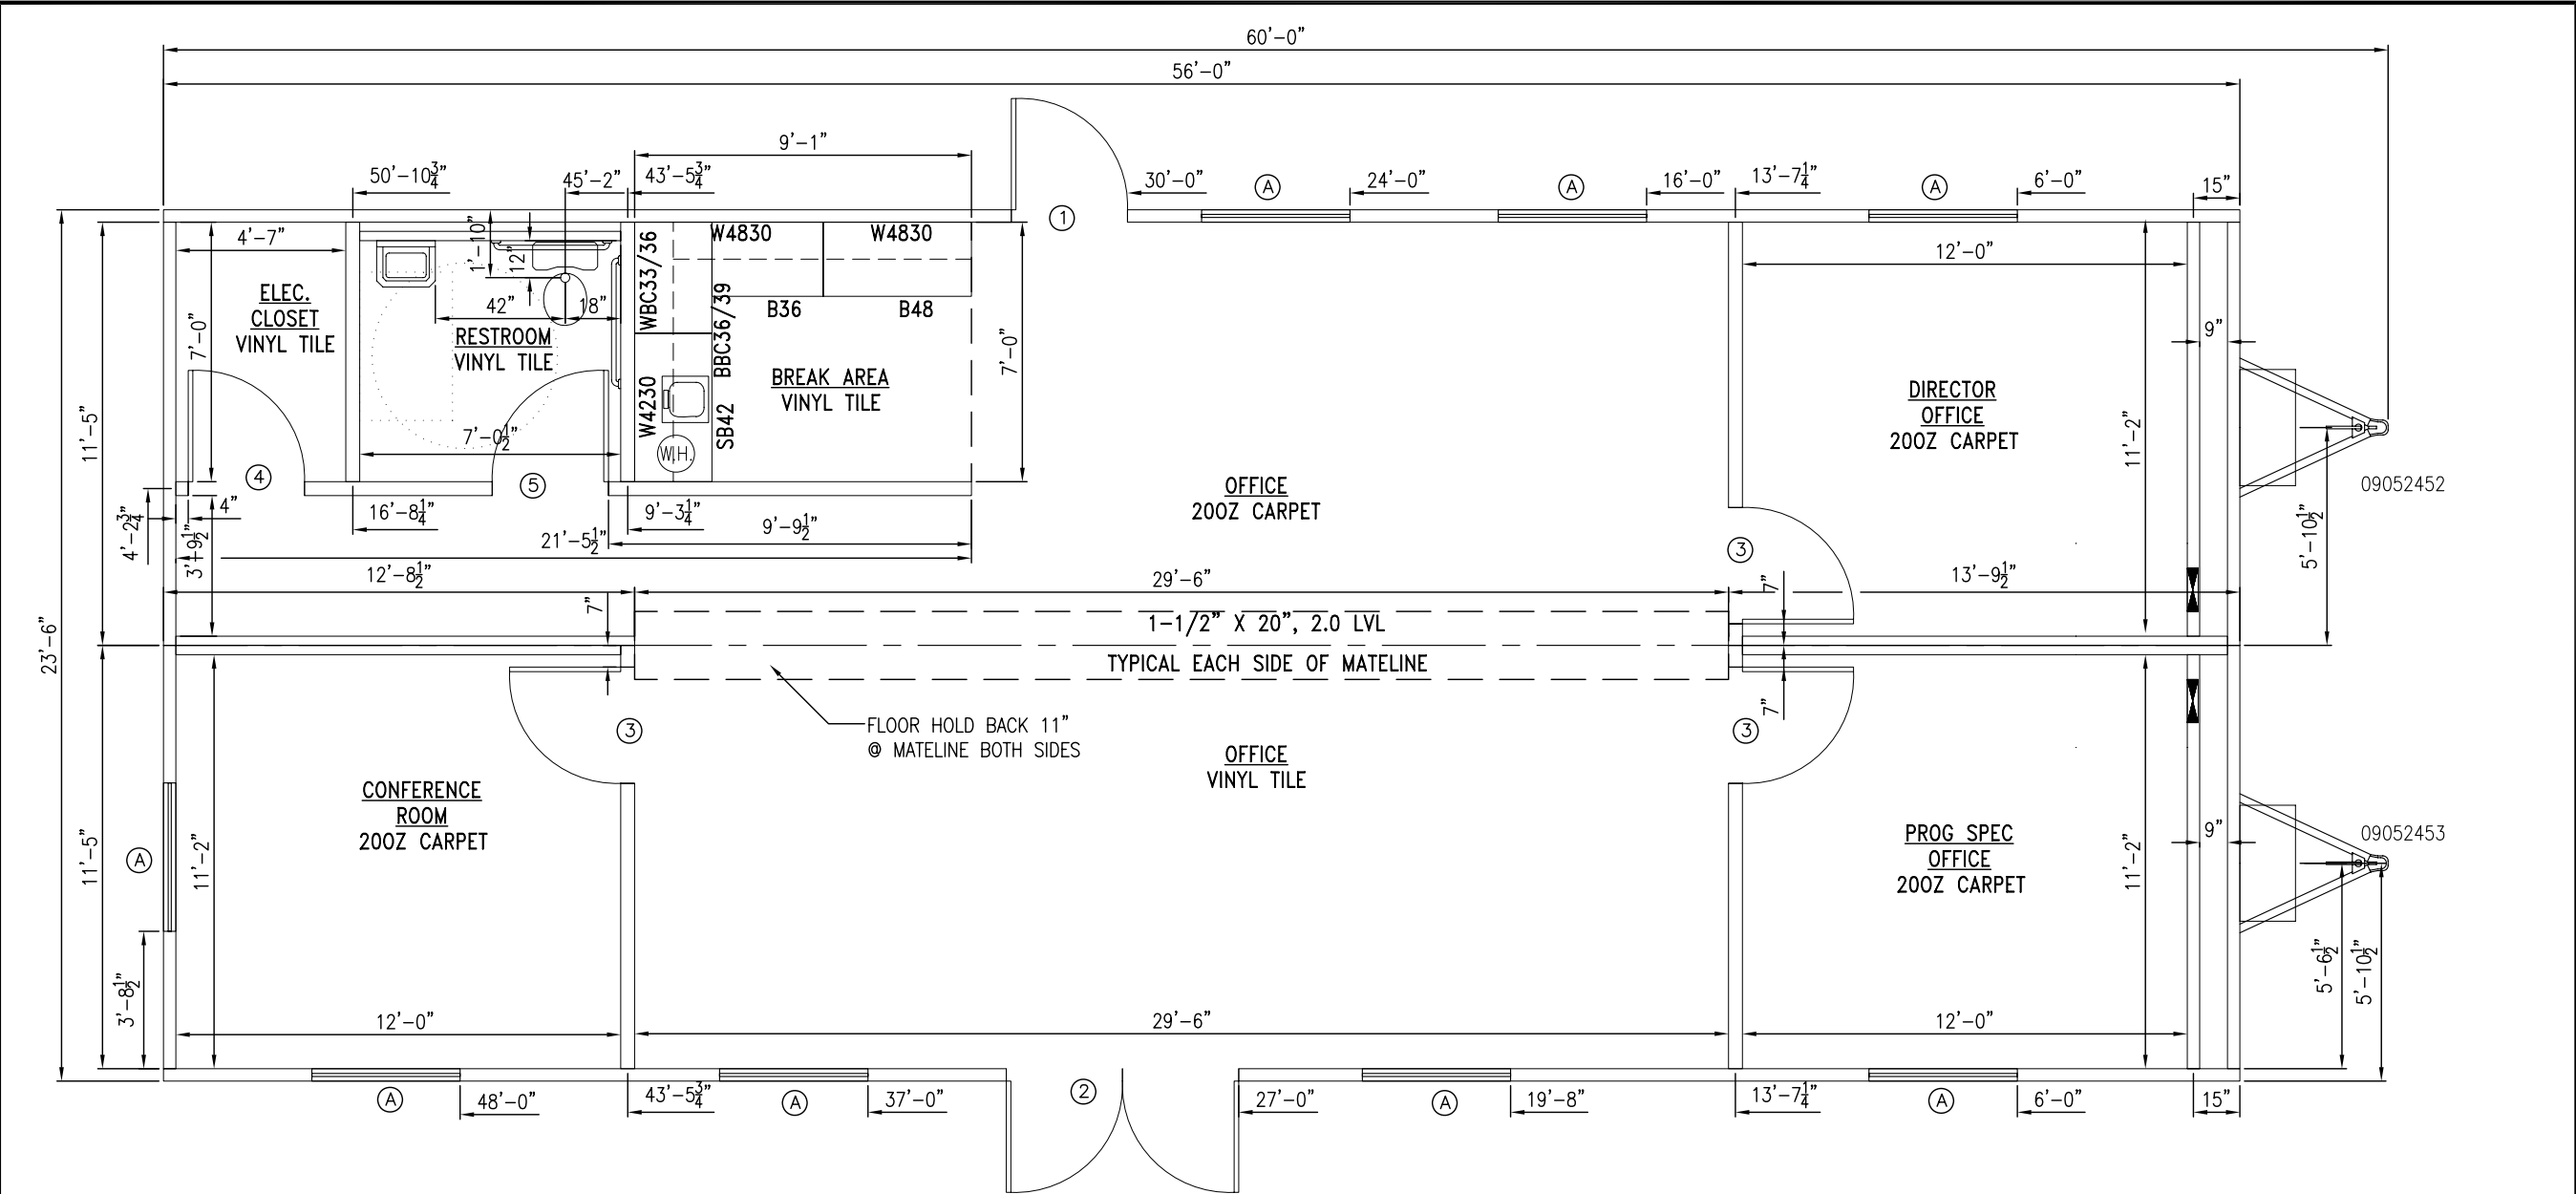 60'-0"
56'-0"
9'-1"
50'-10¾"
45'-2"
43'-5¾"
30'-0"
A
24'-0"
A
16'-0"
13'-7¼"
A
6'-0"
15"
1
4'-7"
1'-10"
12"
WBC33/36
W4830
W4830
12'-0"
ELEC.
CLOSET
VINYL TILE
7'-0"
42"
18"
RESTROOM
VINYL TILE
BBC36/39
B36
B48
7'-0"
9"
BREAK AREA
VINYL TILE
W4230
SB42
W.H.
DIRECTOR
OFFICE
20OZ CARPET
11'-2"
11'-5"
7'-0½"
4
5
OFFICE
20OZ CARPET
09052452
4'-2¾"
4"
3'-9½"
16'-8¼"
9'-3¼"
9'-9½"
21'-5½"
3
5'-10½"
12'-8½"
29'-6"
13'-9½"
7"
7"
23'-6"
1-1/2" X 20", 2.0 LVL
TYPICAL EACH SIDE OF MATELINE
7"
FLOOR HOLD BACK 11"
@ MATELINE BOTH SIDES
3
3
OFFICE
VINYL TILE
CONFERENCE
ROOM
20OZ CARPET
A
11'-5"
11'-2"
PROG SPEC
OFFICE
20OZ CARPET
11'-2"
9"
09052453
3'-8½"
5'-6½"
5'-10½"
12'-0"
29'-6"
12'-0"
A
48'-0"
43'-5¾"
A
37'-0"
2
27'-0"
A
19'-8"
13'-7¼"
A
6'-0"
15"